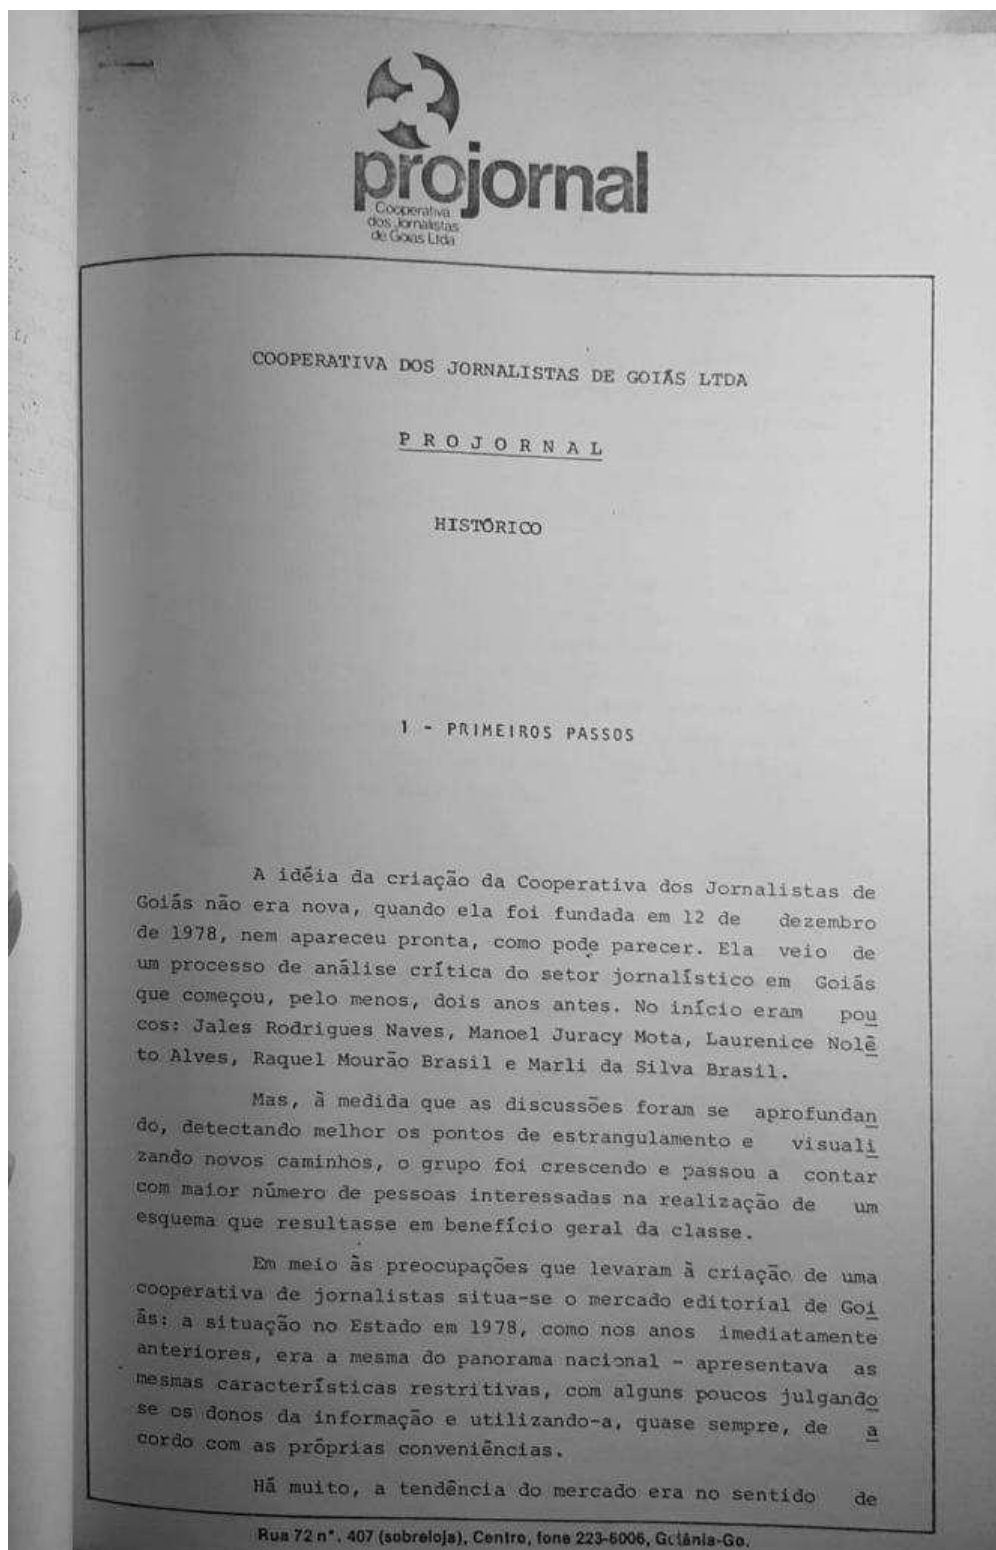 projornal
Cooperativa
dos Jornalistas
de Goiás Ltda
COOPERATIVA DOS JORNALISTAS DE GOIÁS LTDA
P R O J O R N A L
HISTÓRICO
1 - PRIMEIROS PASSOS
A idéia da criação da Cooperativa dos Jornalistas de
Goiás não era nova, quando ela foi fundada em 12 de dezembro
de 1978, nem apareceu pronta, como pode parecer. Ela veio de
um processo de análise crítica do setor jornalístico em Goiás
que começou, pelo menos, dois anos antes. No início eram pou
cos: Jales Rodrigues Naves, Manoel Juracy Mota, Laurenice Nolê
to Alves, Raquel Mourão Brasil e Marli da Silva Brasil.
Mas, à medida que as discussões foram se aprofundan
do, detectando melhor os pontos de estrangulamento e visuali
zando novos caminhos, o grupo foi crescendo e passou a contar
com maior número de pessoas interessadas na realização de um
esquema que resultasse em benefício geral da classe.
Em meio às preocupações que levaram à criação de uma
cooperativa de jornalistas situa-se o mercado editorial de Goi
ás: a situação no Estado em 1978, como nos anos imediatamente
anteriores, era a mesma do panorama nacional - apresentava as
mesmas características restritivas, com alguns poucos julgando
se os donos da informação e utilizando-a, quase sempre, de a
cordo com as próprias conveniências.
Há muito, a tendência do mercado era no sentido de
Rua 72 n°. 407 (sobreloja), Centro, fone 223-6006, Goiânia-Go.